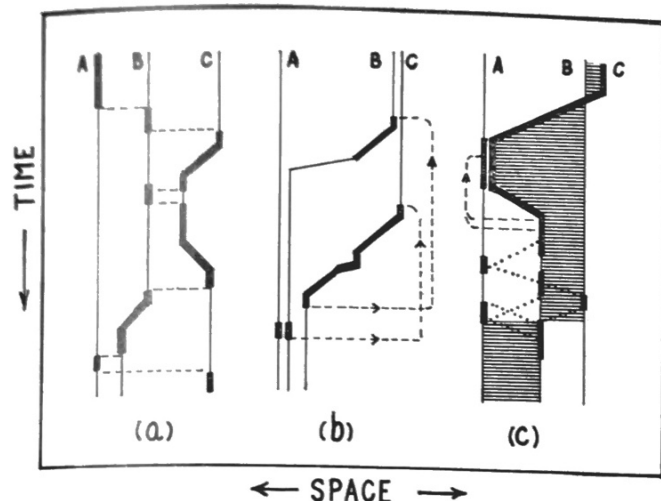 A B C
A B C
A B C
← TIME
(a) (b) (c)
← SPACE →